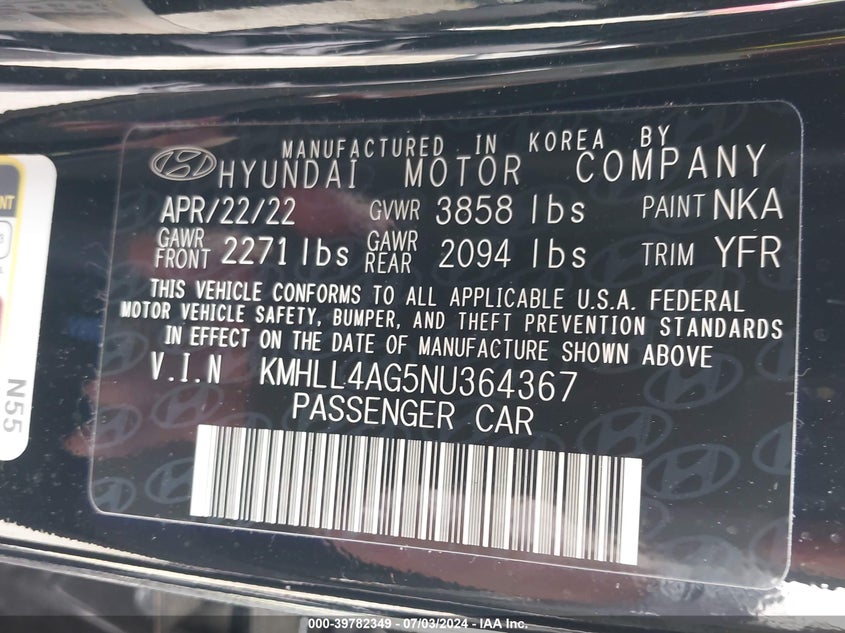 MANUFACTURED IN KOREA BY
HYUNDAI MOTOR COMPANY
APR/22/22 GVWR 3858 lbs PAINT NKA
GAWR FRONT 2271 lbs GAWR REAR 2094 lbs TRIM YFR
THIS VEHICLE CONFORMS TO ALL APPLICABLE U.S.A. FEDERAL
MOTOR VEHICLE SAFETY, BUMPER, AND THEFT PREVENTION STANDARDS
IN EFFECT ON THE DATE OF MANUFACTURE SHOWN ABOVE
V.I.N KMHLL4AG5NU364367
PASSENGER CAR
N55
000-39782349 - 07/03/2024 - IAA Inc.